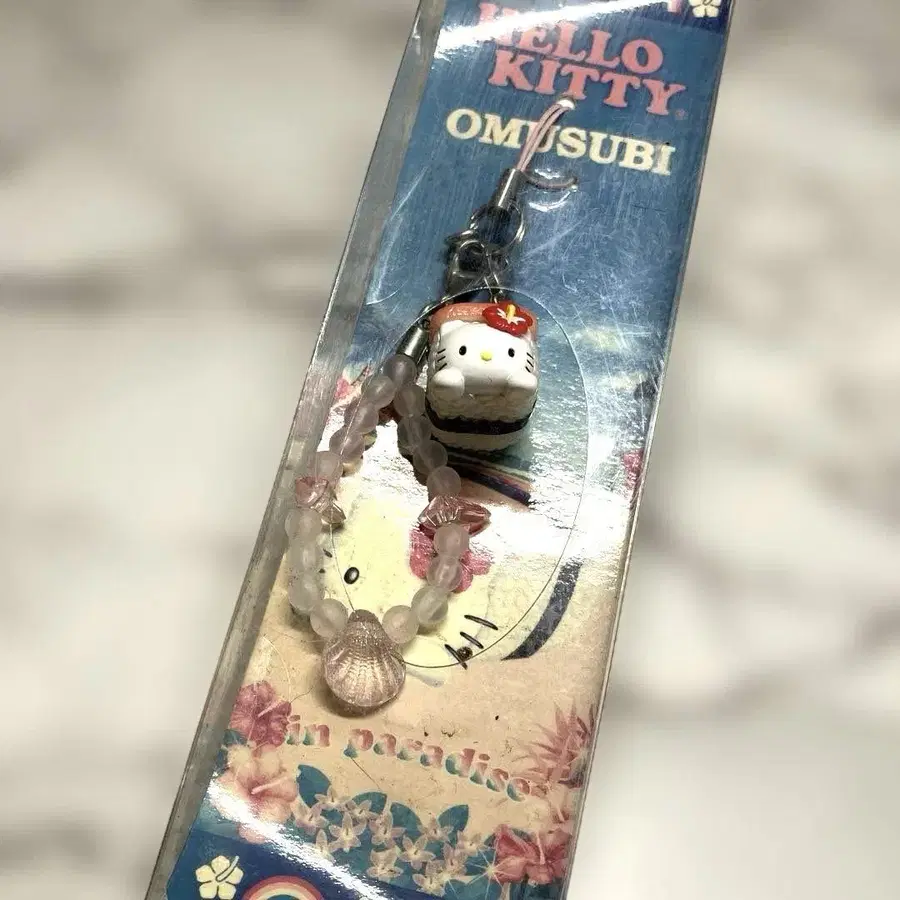 HELLO
KITTY®
OMUSUBI
in paradise